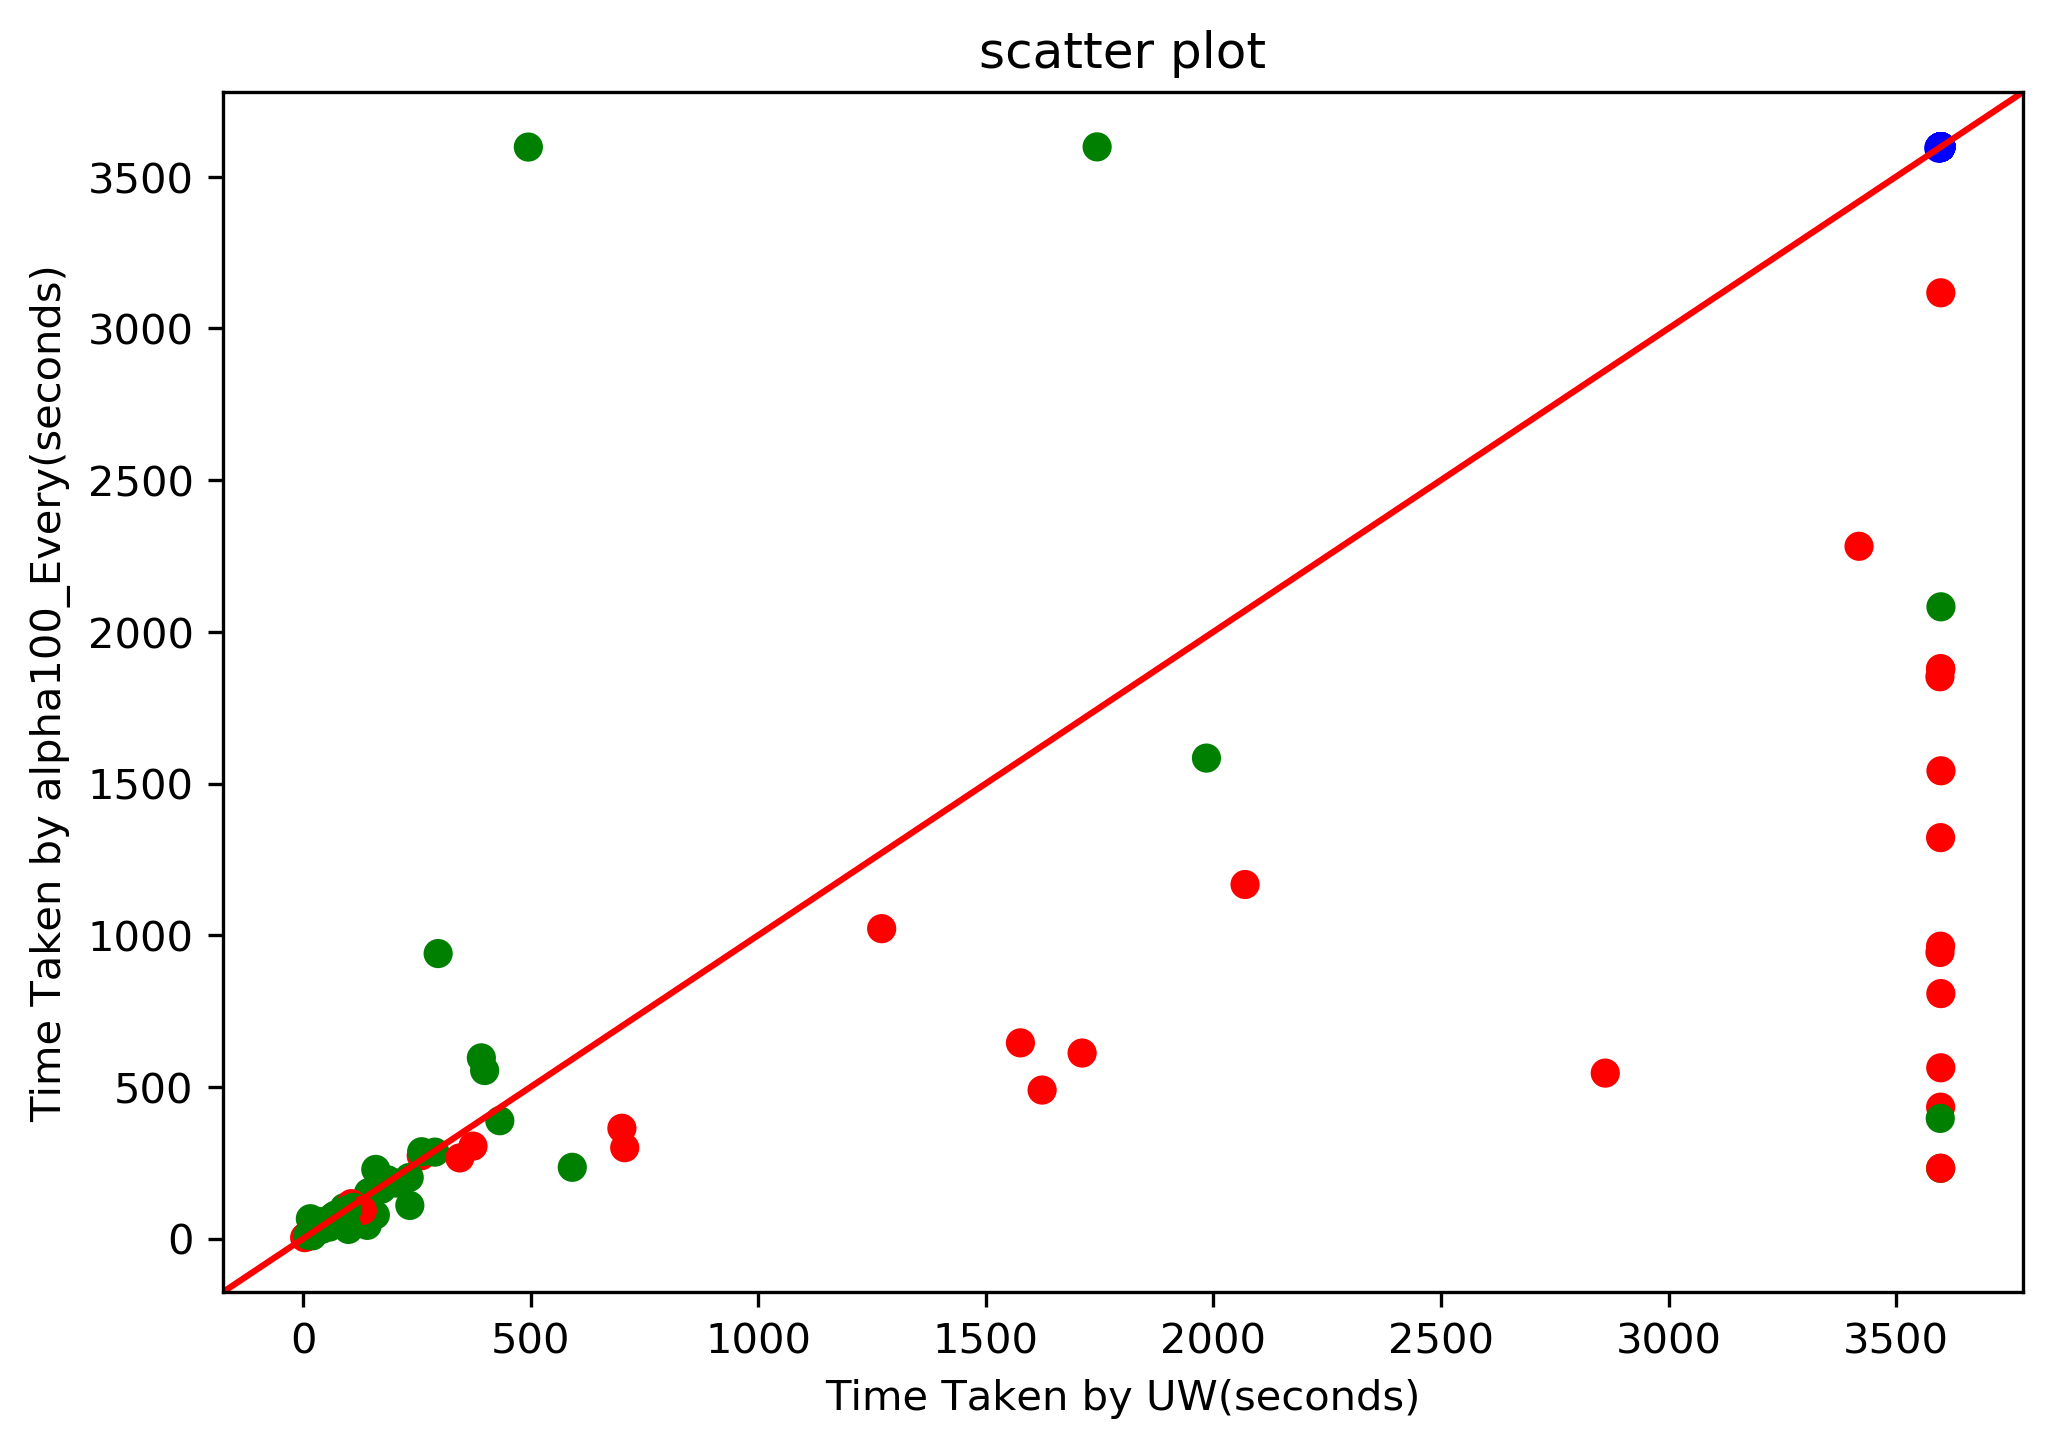 scatter plot
3500
3000
2500
2000
1500
1000
500
0
Time Taken by alpha100_Every(seconds)
0 500 1000 1500 2000 2500 3000 3500
Time Taken by UW(seconds)